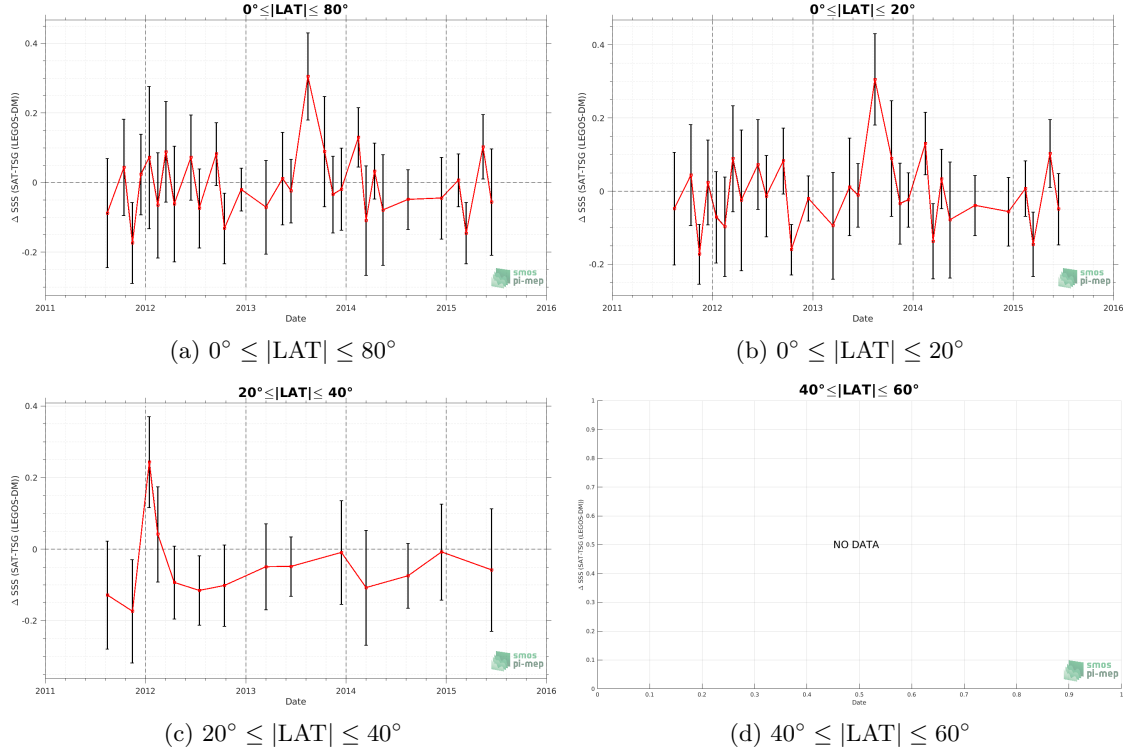 0°≤|LAT|≤ 80°
Δ SSS (SAT-TSG (LEGOS-DM))
0.4
0.2
0
-0.2
2011
2012
2013
2014
2015
2016
Date
smos
pi-mep
(a) 0° ≤ |LAT| ≤ 80°
0°≤|LAT|≤ 20°
Δ SSS (SAT-TSG (LEGOS-DM))
0.4
0.2
0
-0.2
2011
2012
2013
2014
2015
2016
Date
smos
pi-mep
(b) 0° ≤ |LAT| ≤ 20°
20°≤|LAT|≤ 40°
Δ SSS (SAT-TSG (LEGOS-DM))
0.4
0.2
0
-0.2
2011
2012
2013
2014
2015
2016
Date
smos
pi-mep
(c) 20° ≤ |LAT| ≤ 40°
40°≤|LAT|≤ 60°
Δ SSS (SAT-TSG (LEGOS-DM))
1
0.9
0.8
0.7
0.6
0.5
0.4
0.3
0.2
0.1
0
NO DATA
0
0.1
0.2
0.3
0.4
0.5
0.6
0.7
0.8
0.9
1
Date
smos
pi-mep
(d) 40° ≤ |LAT| ≤ 60°